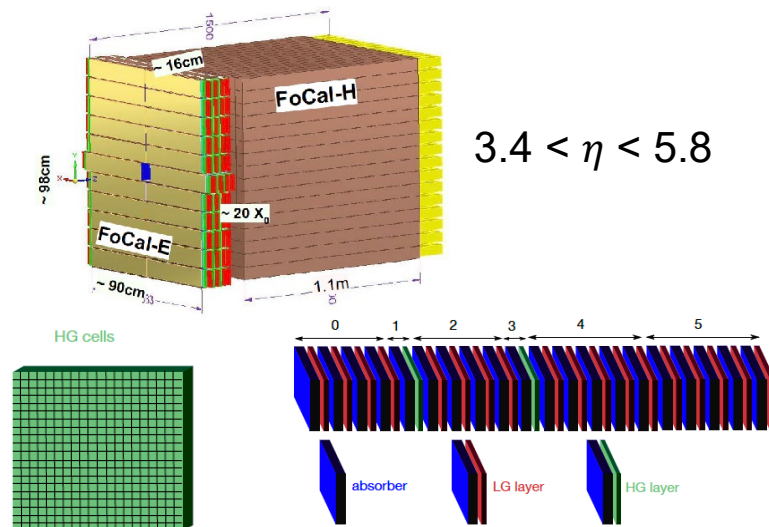 1500
~ 16cm
FoCal-H
3.4 < η < 5.8
~ 98cm
X
Y
Z
~ 20 X₀
FoCal-E
~ 90cm
1.1m
HG cells
0 1 2 3 4 5
absorber
LG layer
HG layer